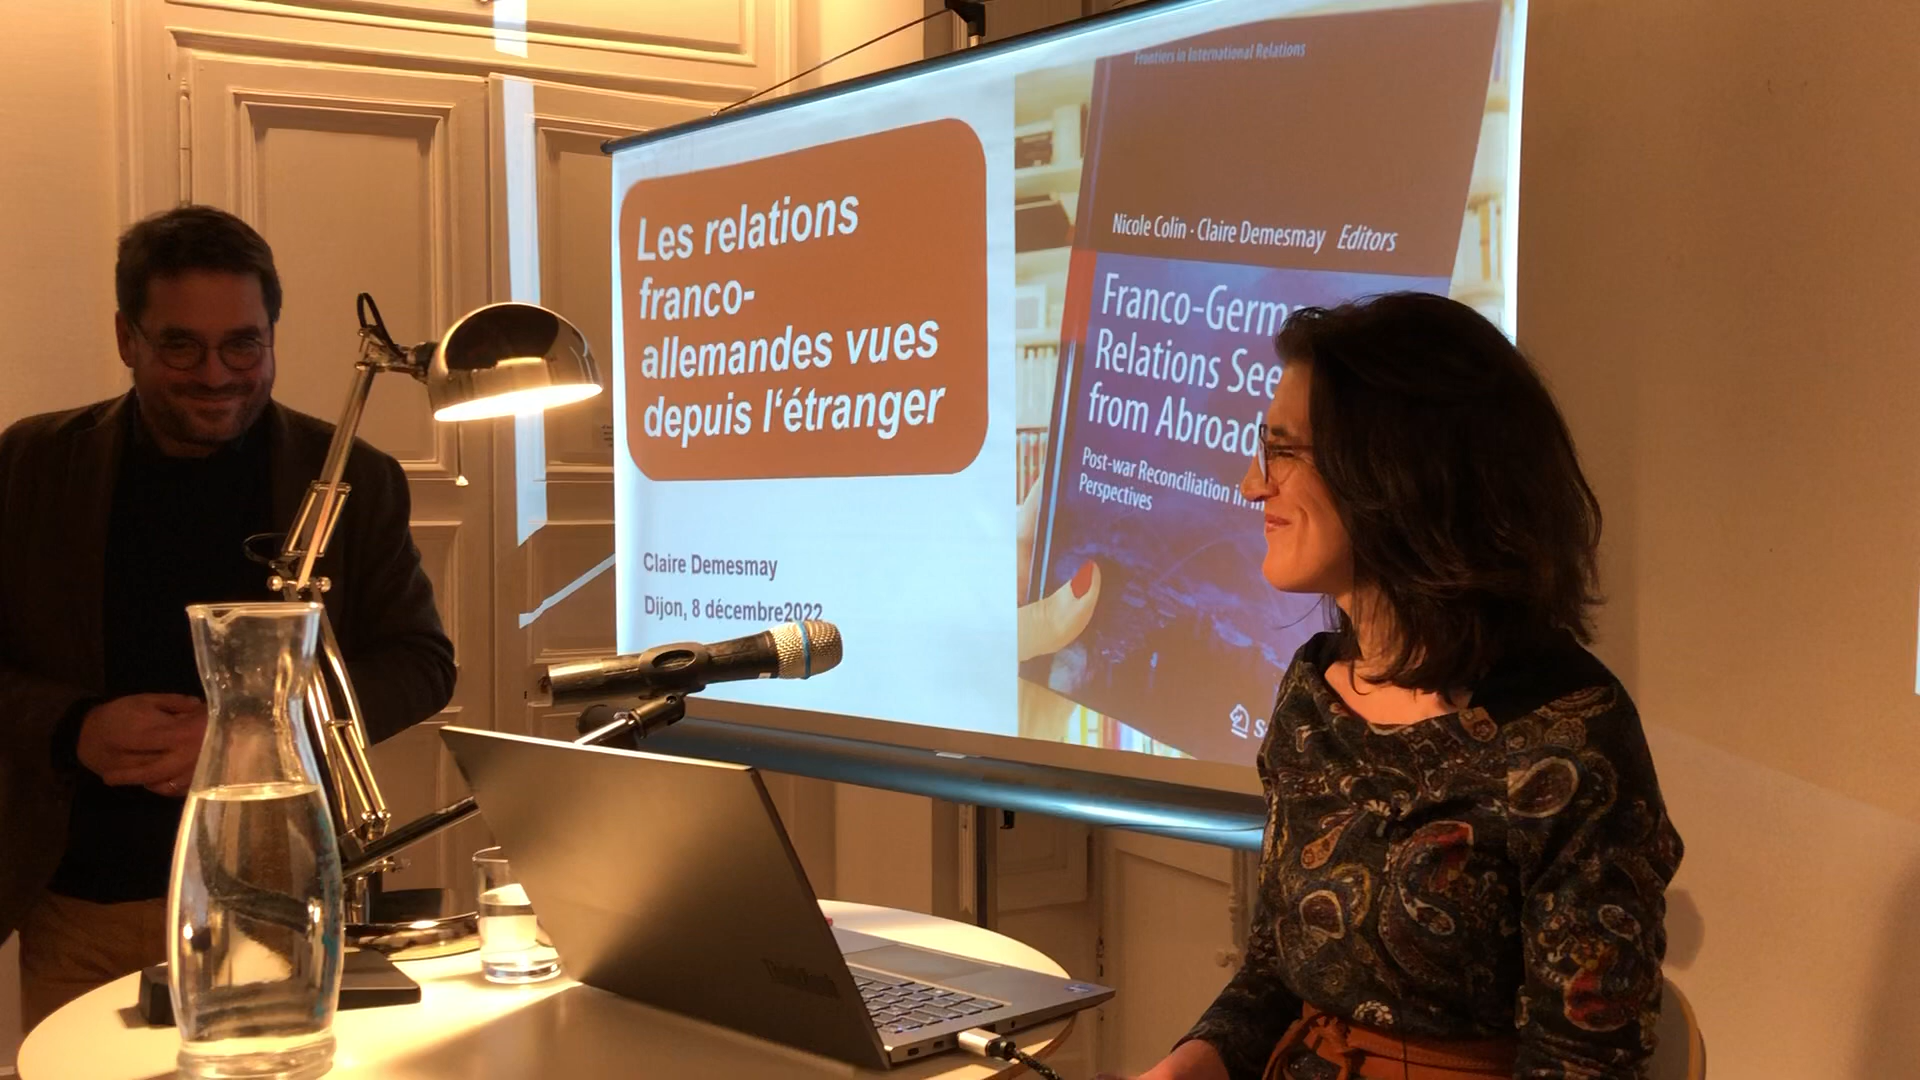 Les relations
franco-
allemandes vues
depuis l‘étranger
Claire Demesmay
Dijon, 8 décembre2022
Frontiers in International Relations
Nicole Colin · Claire Demesmay Editors
Franco-Germ
Relations See
from Abroad
Post-war Reconciliation in
Perspectives